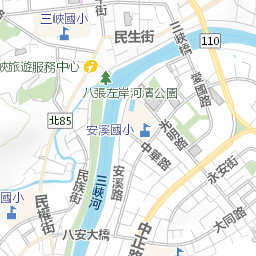 三峽國小
民生街
三峽橋
110
峽旅遊服務中心
愛國路
八張左岸河濱公園
北85
安溪國小
光明路
中華路
永安街
安溪路
三峽河
民族街
國小
民權街
大同路
中正路
八安大橋